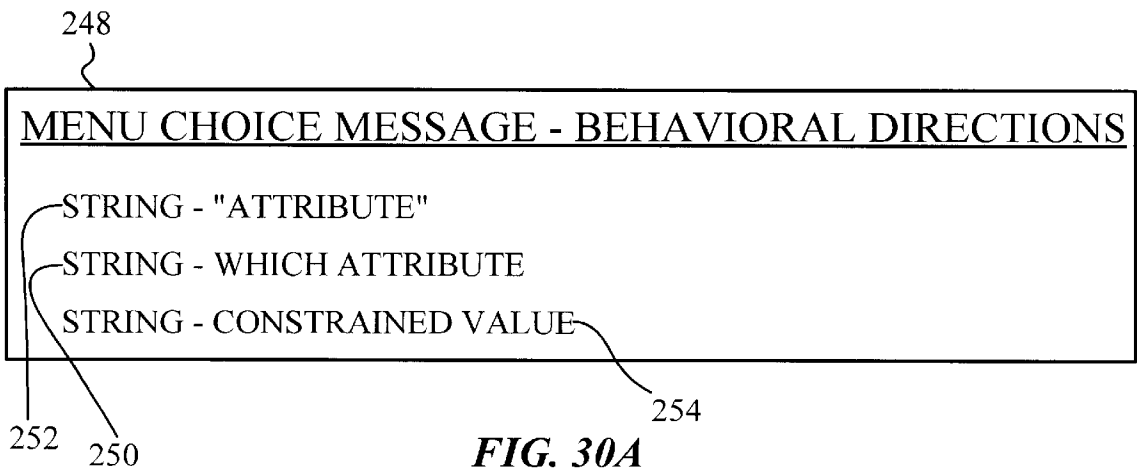 248
MENU CHOICE MESSAGE - BEHAVIORAL DIRECTIONS
STRING - "ATTRIBUTE"
STRING - WHICH ATTRIBUTE
STRING - CONSTRAINED VALUE
252
250
254
FIG. 30A